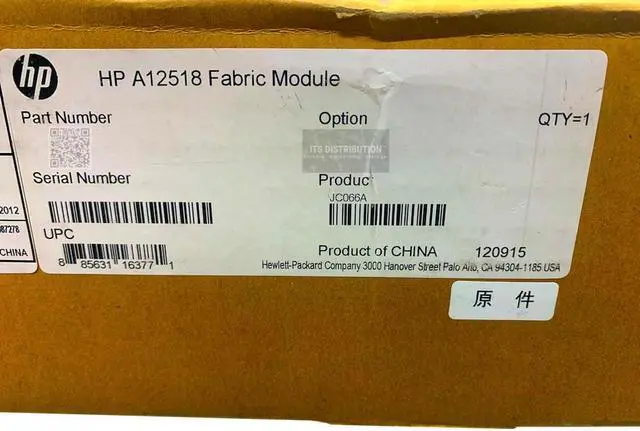 hp
HP A12518 Fabric Module
Part Number
Option
QTY=1
ITS DISTRIBUTION
Serial Number
Produc
JC066A
2012
UPC
8 85631 16377 1
CHINA
Product of CHINA 120915
Hewlett-Packard Company 3000 Hanover Street Palo Alto, CA 94304-1185 USA
原 件